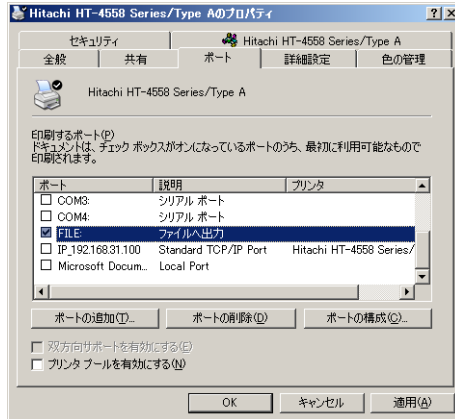 Hitachi HT-4558 Series/Type Aのプロパティ
セキュリティ
Hitachi HT-4558 Series/Type A
全般
共有
ポート
詳細設定
色の管理
Hitachi HT-4558 Series/Type A
印刷するポート(P)
ドキュメントは、チェック ボックスがオンになっているポートのうち、最初に利用可能なもので
印刷されます。
ポート 説明 プリンタ
COM3: シリアル ポート
COM4: シリアル ポート
FILE: ファイルへ出力
IP_192.168.31.100 Standard TCP/IP Port Hitachi HT-4558 Series/
Microsoft Docum... Local Port
ポートの追加(T)... ポートの削除(D) ポートの構成(C)...
双方向サポートを有効にする(E)
プリンタ プールを有効にする(N)
OK キャンセル 適用(A)